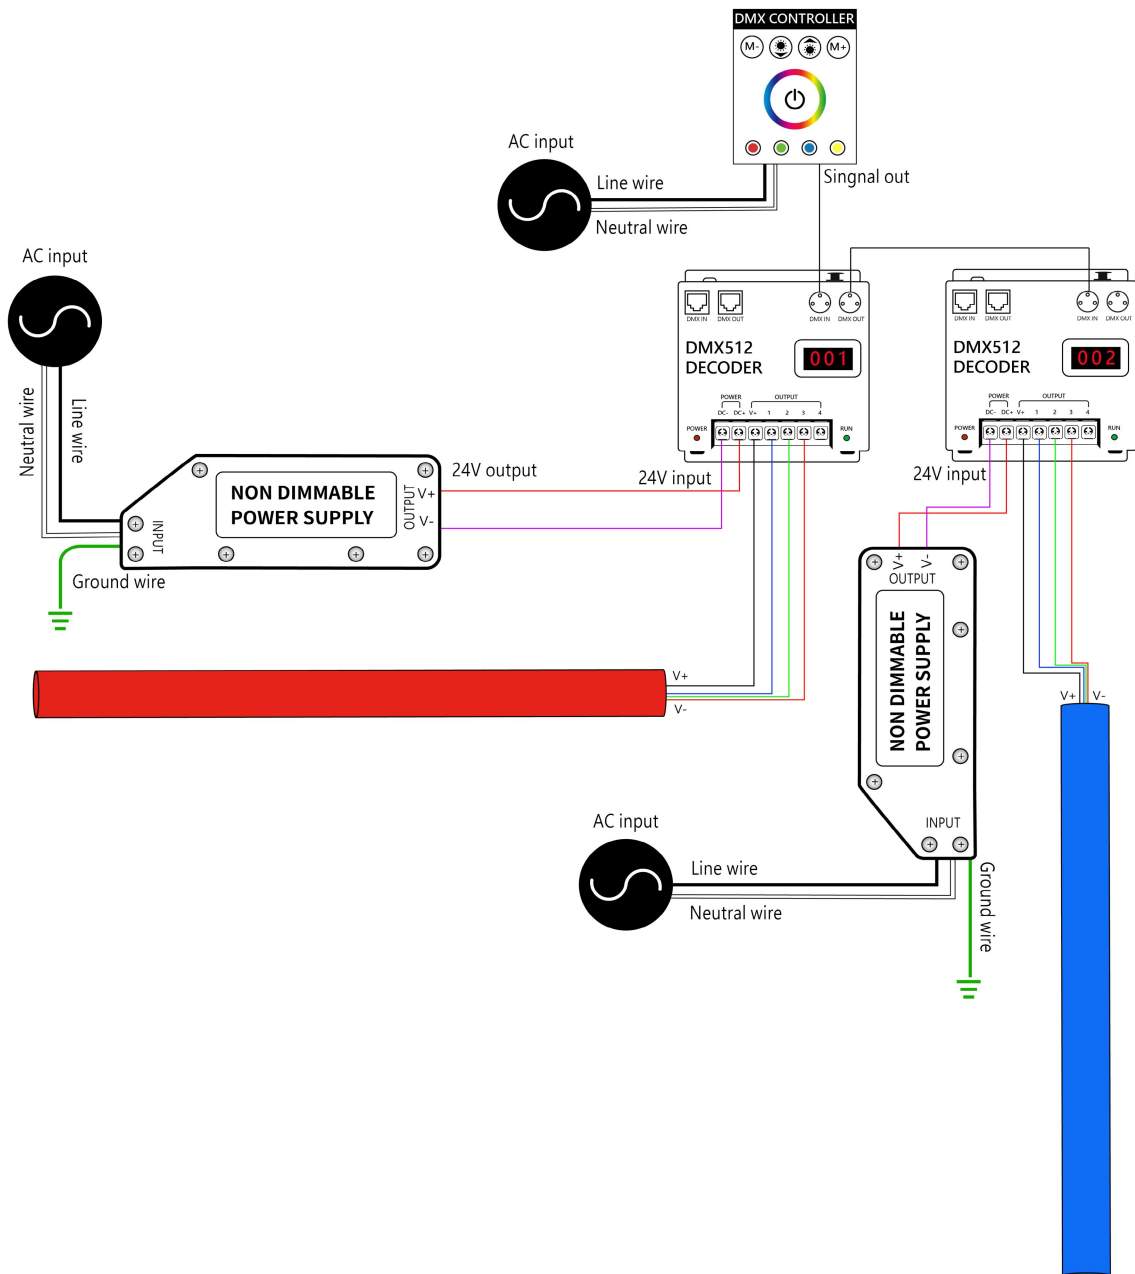 DMX CONTROLLER
M-
M+
AC input
Line wire
Neutral wire
Singnal out
AC input
Neutral wire
Line wire
DMX IN
DMX OUT
DMX IN
DMX OUT
DMX512
DECODER
001
POWER
OUTPUT
DC-
DC+
V+
1
2
3
4
POWER
RUN
DMX IN
DMX OUT
DMX IN
DMX OUT
DMX512
DECODER
002
POWER
OUTPUT
DC-
DC+
V+
1
2
3
4
POWER
RUN
24V output
24V input
24V input
NON DIMMABLE
POWER SUPPLY
OUTPUT
V+
V-
INPUT
Ground wire
V+
V-
V+
V-
OUTPUT
NON DIMMABLE
POWER SUPPLY
INPUT
V+
V-
AC input
Line wire
Neutral wire
Ground wire